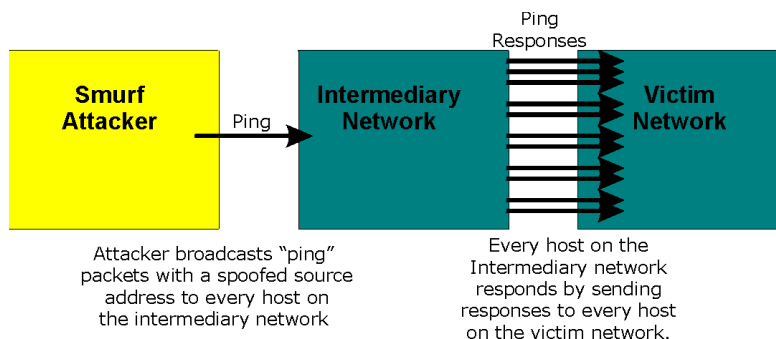 Ping
Responses
Smurf
Attacker
Ping
Intermediary
Network
Victim
Network
Attacker broadcasts “ping”
packets with a spoofed source
address to every host on
the intermediary network
Every host on the
Intermediary network
responds by sending
responses to every host
on the victim network.